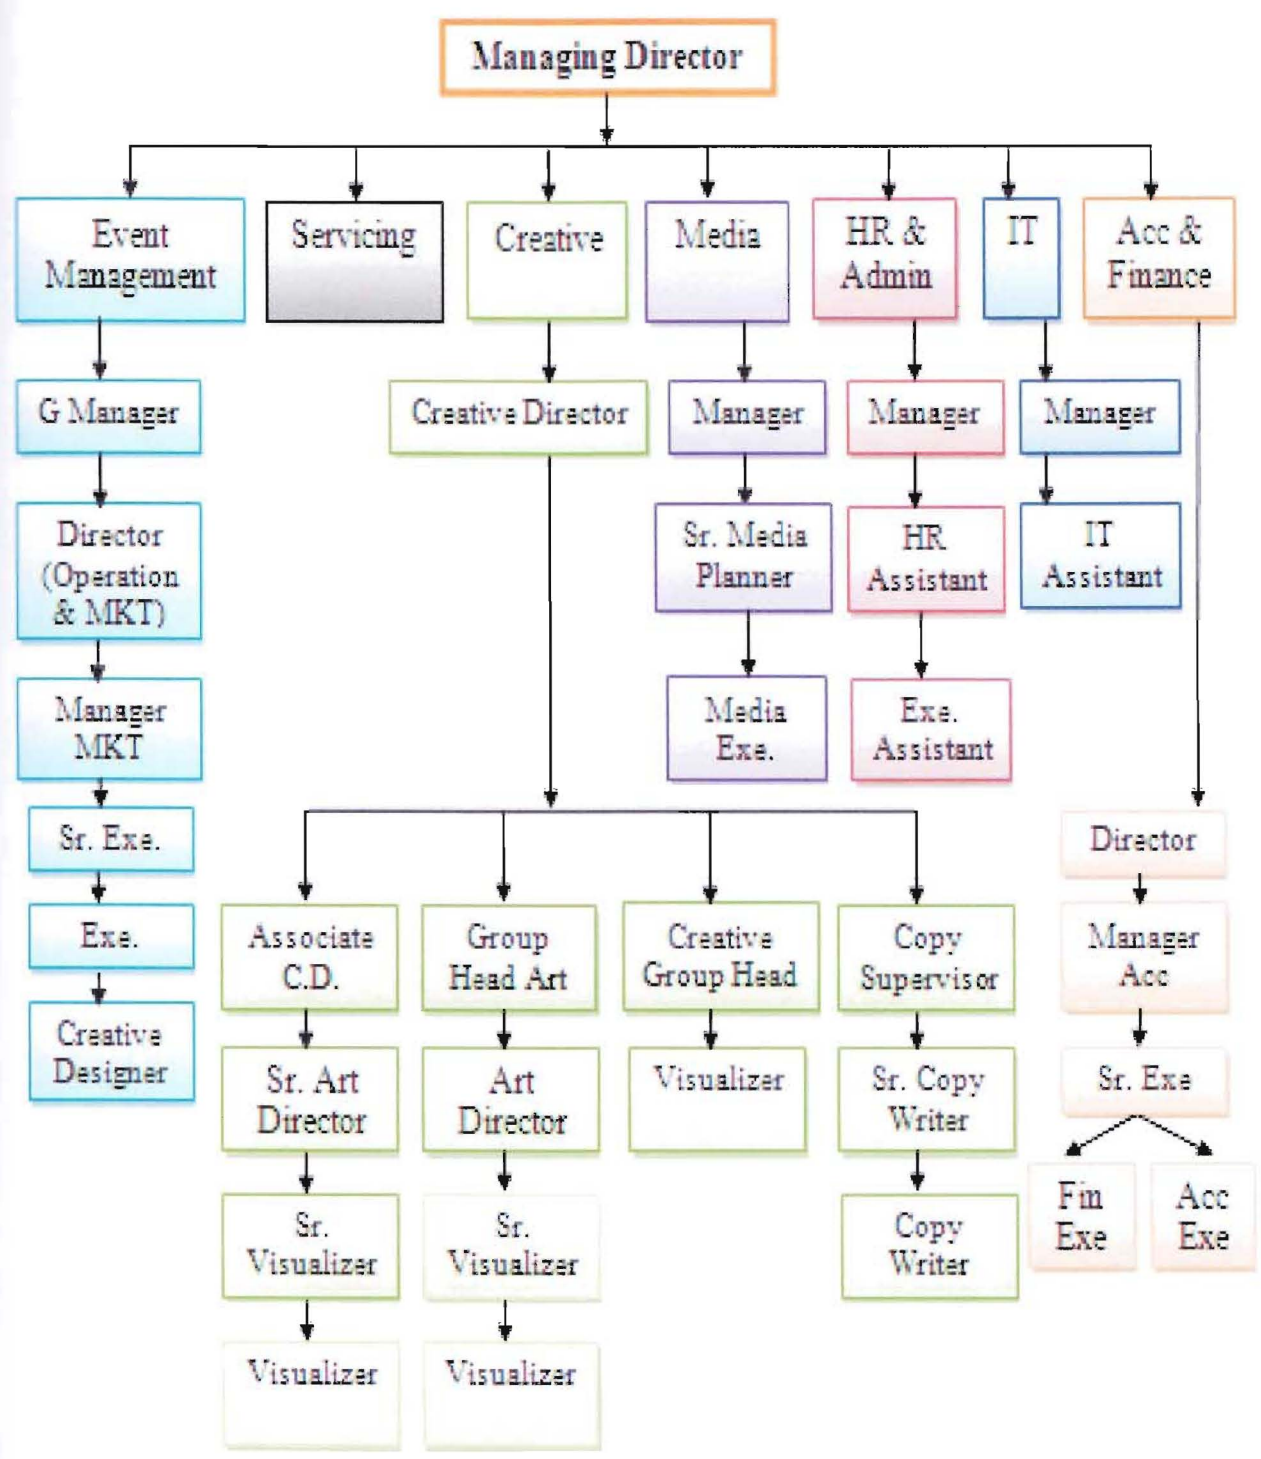 Managing Director
Event
Management
Servicing
Creative
Media
HR &
Admin
IT
Acc &
Finance
G Manager
Creative Director
Manager
Manager
Manager
Director
(Operation
& MKT)
Sr. Media
Planner
HR
Assistant
IT
Assistant
Manager
MKT
Media
Exe.
Exe.
Assistant
Sr. Exe.
Director
Exe.
Associate
C.D.
Group
Head Art
Creative
Group Head
Copy
Supervisor
Manager
Acc
Creative
Designer
Sr. Art
Director
Art
Director
Visualizer
Sr. Copy
Writer
Sr. Exe
Sr.
Visualizer
Sr.
Visualizer
Copy
Writer
Fin
Exe
Acc
Exe
Visualizer
Visualizer